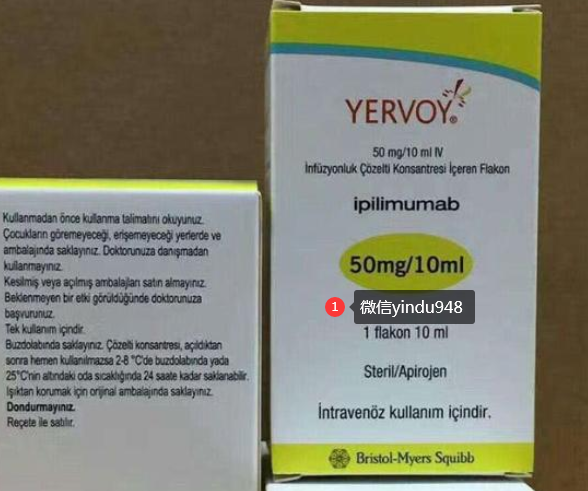 Kullanmadan önce kullanma talimatını okuyunuz.
Çocukların göremeyeceği, erişemeyeceği yerlerde ve
ambalajında saklayınız. Doktorunuza danışmadan
kullanmayınız.
Kesilmiş veya açılmış ambalajları satın almayınız.
Beklenmeyen bir etki görüldüğünde doktorunuza
başvurunuz.
Tek kullanım içindir.
Buzdolabında saklayınız. Çözelti konsantresi, açıldıktan
sonra hemen kullanılmazsa 2-8 °C'de buzdolabında yada
25°C'nin altındaki oda sıcaklığında 24 saate kadar saklanabilir.
Işıktan korumak için orijinal ambalajında saklayınız.
Dondurmayınız.
Reçete ile satılır.
YERVOY®
50 mg/10 ml IV
İnfüzyonluk Çözelti Konsantresi İçeren Flakon
ipilimumab
50mg/10ml
1 微信yindu948
1 flakon 10 ml
Steril/Apirojen
İntravenöz kullanım içindir.
Bristol-Myers Squibb